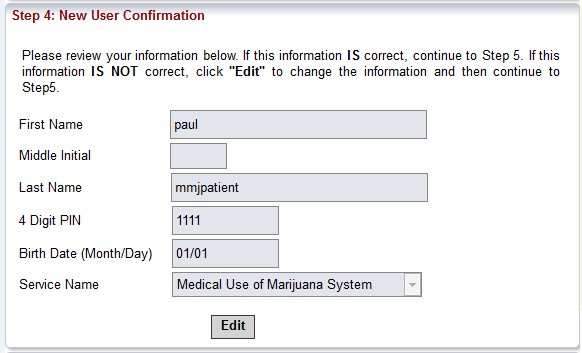 Step 4: New User Confirmation
Please review your information below. If this information IS correct, continue to Step 5. If this
information IS NOT correct, click "Edit" to change the information and then continue to
Step5.
First Name paul
Middle Initial
Last Name mmjpatient
4 Digit PIN 1111
Birth Date (Month/Day) 01/01
Service Name Medical Use of Marijuana System
Edit